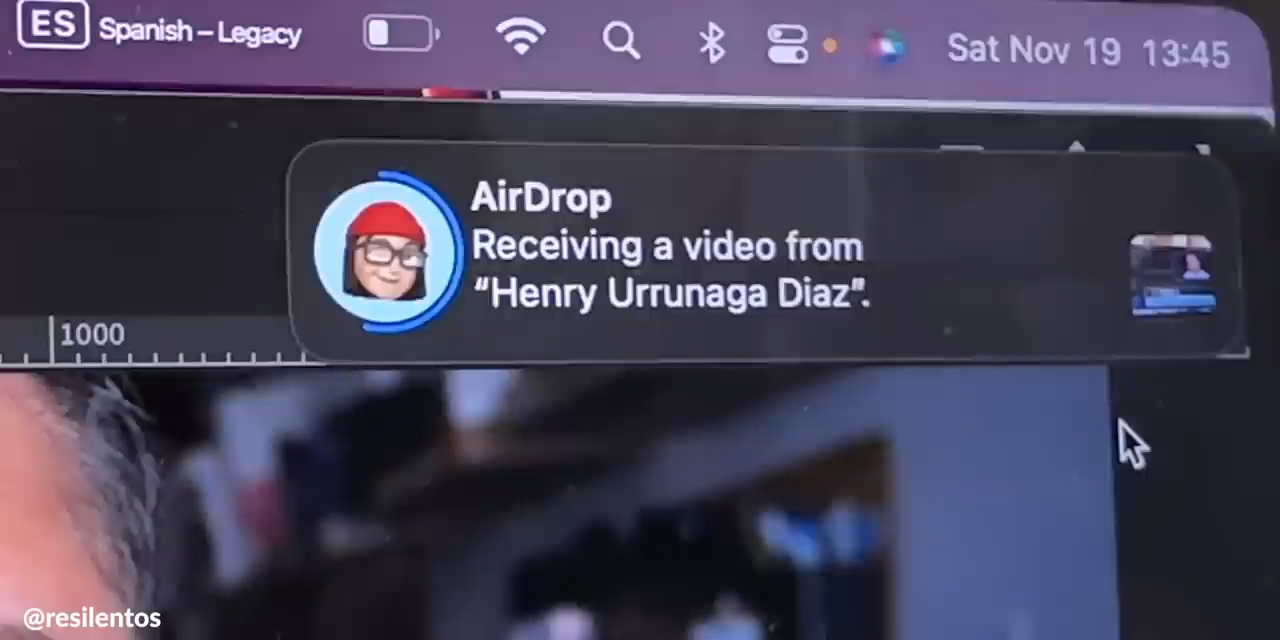 ES Spanish – Legacy Sat Nov 19 13:45
AirDrop
Receiving a video from
“Henry Urrunaga Diaz”.
1000
@resilentos